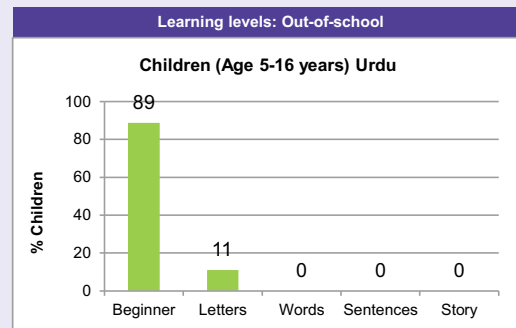 Learning levels: Out-of-school
Children (Age 5-16 years) Urdu
% Children
100
80
60
40
20
0
89
11
0
0
0
Beginner Letters Words Sentences Story